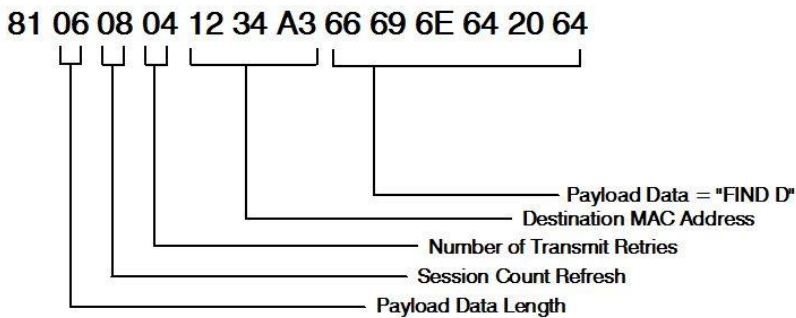 81 06 08 04 12 34 A3 66 69 6E 64 20 64
Payload Data = "FIND D"
Destination MAC Address
Number of Transmit Retries
Session Count Refresh
Payload Data Length